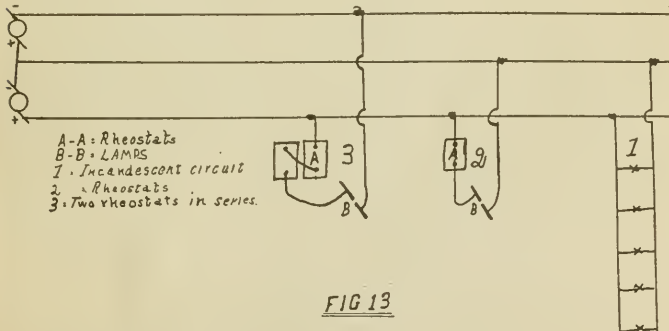 -
+
-
+
A-A: Rheostats
B-B: LAMPS
1. Incandescent circuit
2 " Rheostats
3: Two rheostats in series.
A
3
B
A
2
B
1
FIG 13